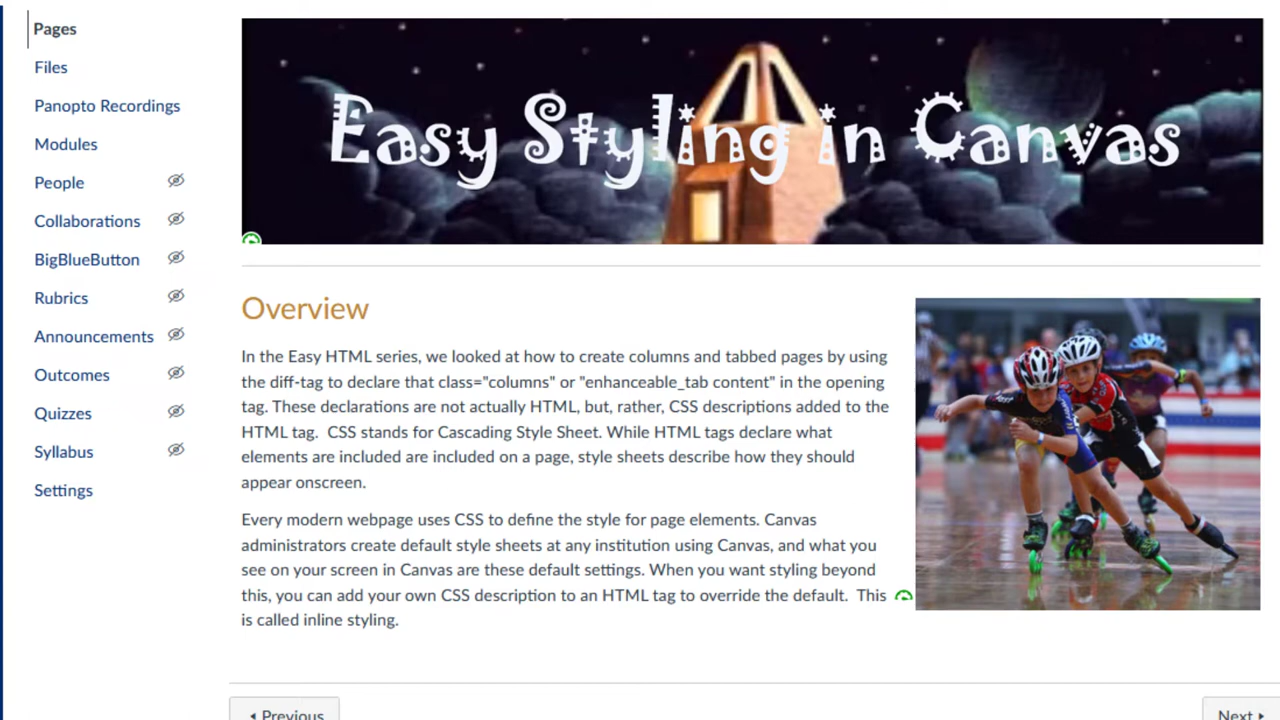 Pages
Files
Panopto Recordings
Modules
People
Collaborations
BigBlueButton
Rubrics
Announcements
Outcomes
Quizzes
Syllabus
Settings
Easy Styling in Canvas
Overview
In the Easy HTML series, we looked at how to create columns and tabbed pages by using
the diff-tag to declare that class="columns" or "enhanceable_tab content" in the opening
tag. These declarations are not actually HTML, but, rather, CSS descriptions added to the
HTML tag.  CSS stands for Cascading Style Sheet. While HTML tags declare what
elements are included are included on a page, style sheets describe how they should
appear onscreen.
Every modern webpage uses CSS to define the style for page elements. Canvas
administrators create default style sheets at any institution using Canvas, and what you
see on your screen in Canvas are these default settings. When you want styling beyond
this, you can add your own CSS description to an HTML tag to override the default.  This
is called inline styling.
Previous
Next